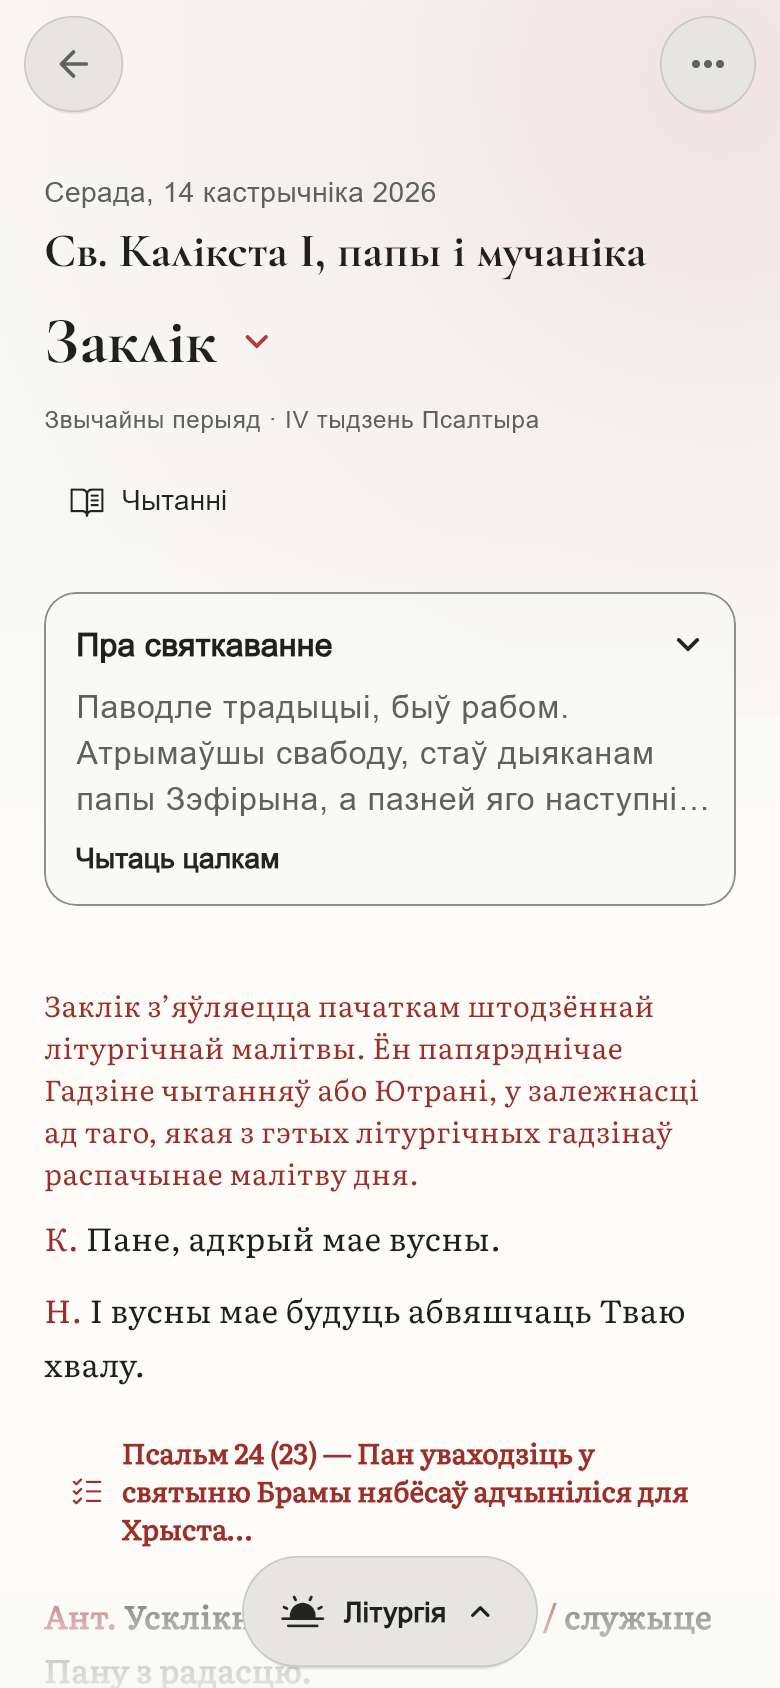 Серада, 14 кастрычніка 2026
Св. Калікста I, папы і мучаніка
Заклік
Звычайны перыяд · IV тыдзень Псалтыра
Чытанні
Пра святкаванне
Паводле традыцыі, быў рабом.
Атрымаўшы свабоду, стаў дыяканам
папы Зэфірына, а пазней яго наступні...
Чытаць цалкам
Заклік з’яўляецца пачаткам штодзённай
літургічнай малітвы. Ён папярэднічае
Гадзіне чытанняў або Ютрані, у залежнасці
ад таго, якая з гэтых літургічных гадзінаў
распачынае малітву дня.
К. Пане, адкрый мае вусны.
Н. І вусны мае будуць абвяшчаць Тваю
хвалу.
Псальм 24 (23) — Пан уваходзіць у
святыню Брамы нябёсаў адчыніліся для
Хрыста...
Ант. / служыце
Пану з радасцю.
Літургія